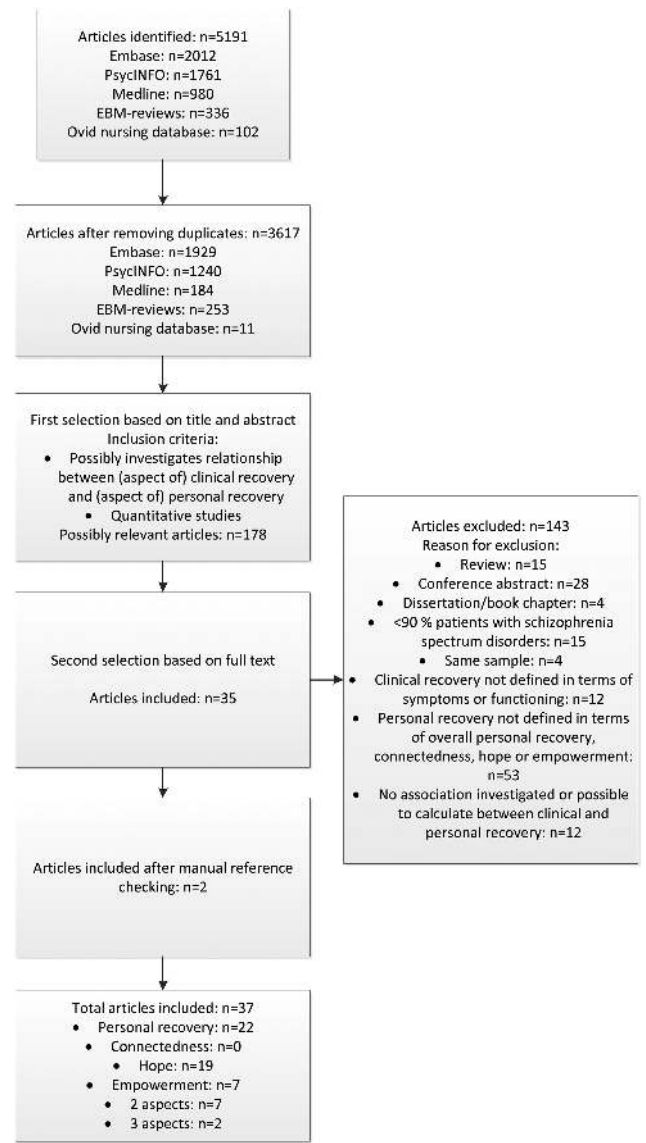 Articles identified: n=5191
Embase: n=2012
PsycINFO: n=1761
Medline: n=980
EBM-reviews: n=336
Ovid nursing database: n=102
Articles after removing duplicates: n=3617
Embase: n=1929
PsycINFO: n=1240
Medline: n=184
EBM-reviews: n=253
Ovid nursing database: n=11
First selection based on title and abstract
Inclusion criteria:
• Possibly investigates relationship
between (aspect of) clinical recovery
and (aspect of) personal recovery
• Quantitative studies
Possibly relevant articles: n=178
Second selection based on full text
Articles included: n=35
Articles excluded: n=143
Reason for exclusion:
• Review: n=15
• Conference abstract: n=28
• Dissertation/book chapter: n=4
• <90 % patients with schizophrenia
spectrum disorders: n=15
• Same sample: n=4
• Clinical recovery not defined in terms of
symptoms or functioning: n=12
• Personal recovery not defined in terms
of overall personal recovery,
connectedness, hope or empowerment:
n=53
• No association investigated or possible
to calculate between clinical and
personal recovery: n=12
Articles included after manual reference
checking: n=2
Total articles included: n=37
• Personal recovery: n=22
• Connectedness: n=0
• Hope: n=19
• Empowerment: n=7
• 2 aspects: n=7
• 3 aspects: n=2